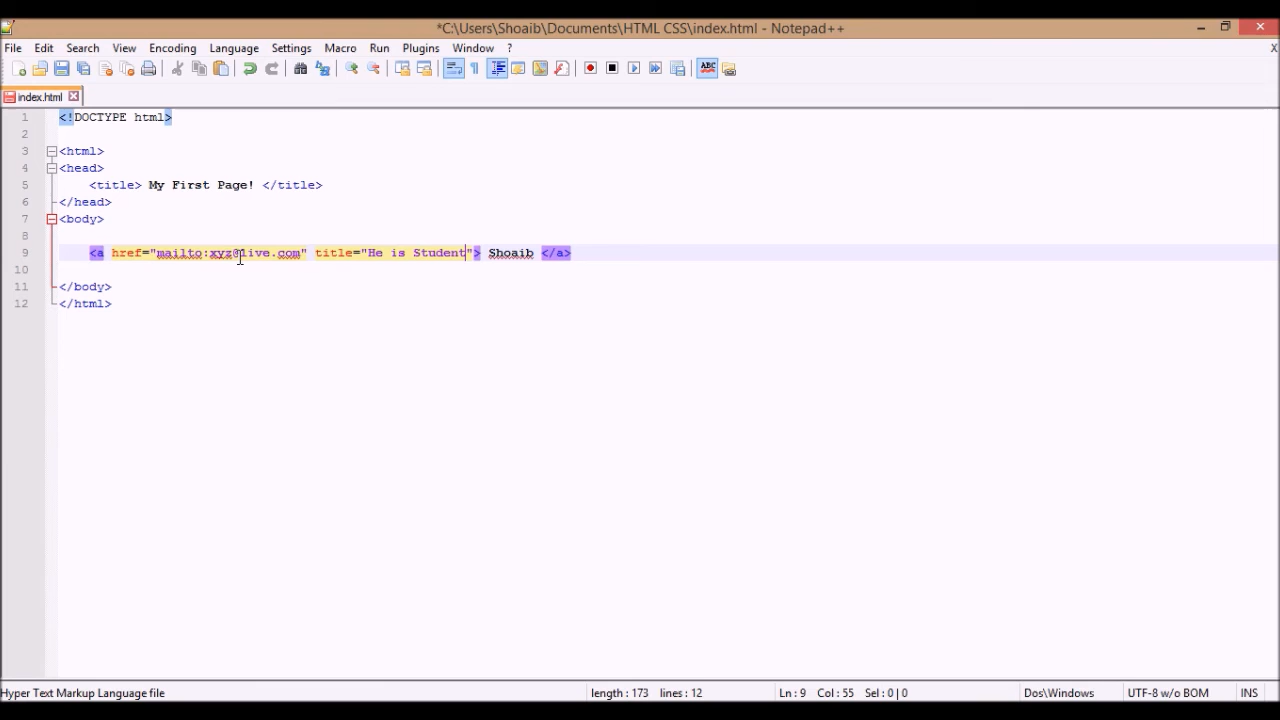 *C:\Users\Shoaib\Documents\HTML CSS\index.html - Notepad++
File Edit Search View Encoding Language Settings Macro Run Plugins Window ? X
ABC
index.html
1 <!DOCTYPE html>
2
3 <html>
4 <head>
5 <title> My First Page! </title>
6 </head>
7 <body>
8
9 <a href="mailto:xyz@live.com" title="He is Student"> Shoaib </a>
10
11 </body>
12 </html>
Hyper Text Markup Language file length : 173 lines : 12 Ln : 9 Col : 55 Sel : 0 | 0 Dos\Windows UTF-8 w/o BOM INS